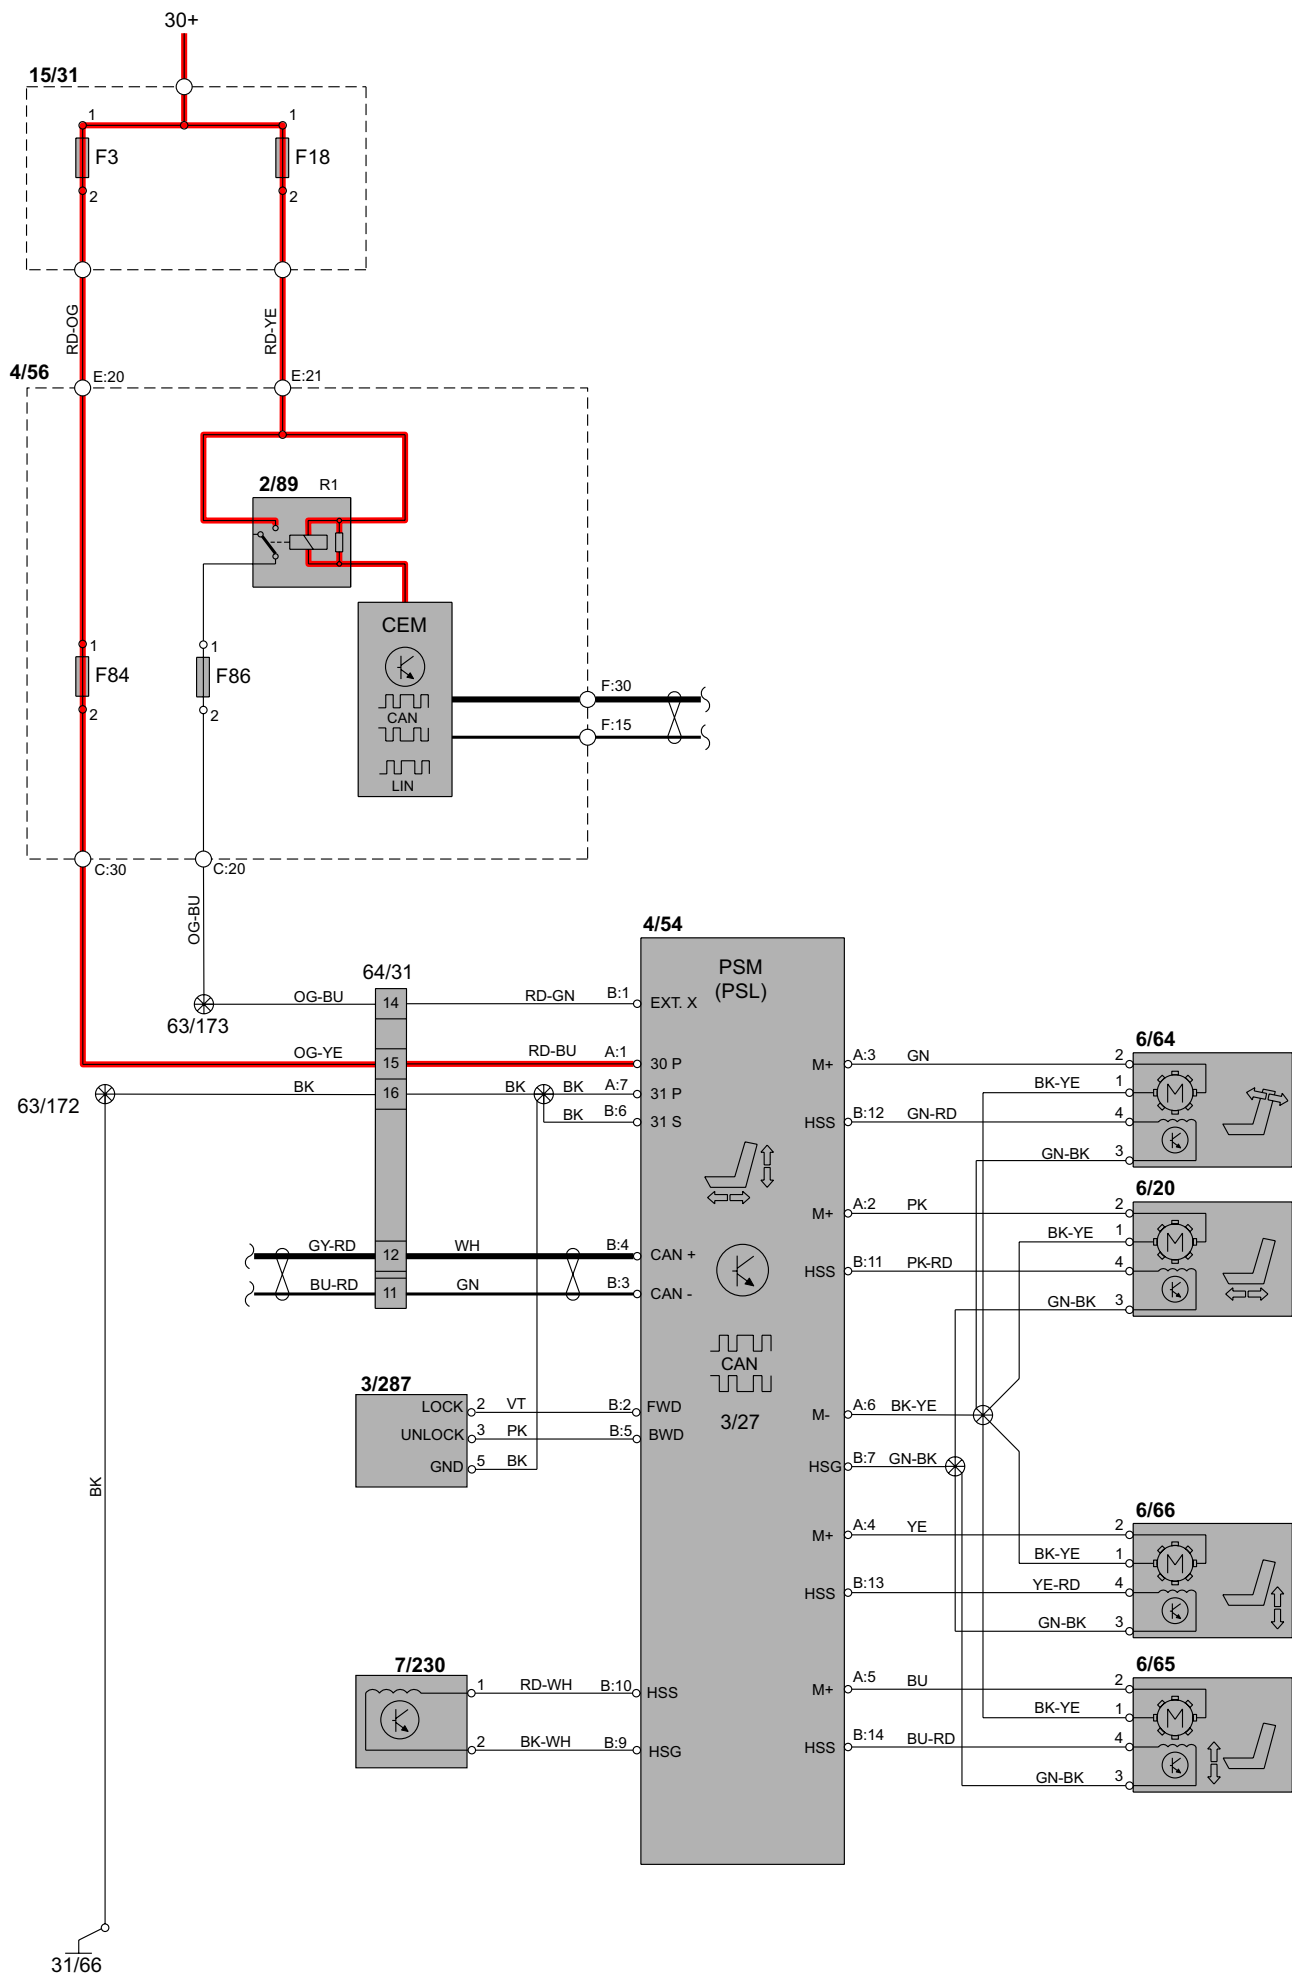 30+
15/31
1
1
F3
F18
2
2
RD-OG
RD-YE
4/56
E:20
E:21
2/89
R1
CEM
1
1
F84
F86
2
2
CAN
LIN
F:30
F:15
C:30
C:20
OG-BU
4/54
PSM
(PSL)
64/31
63/173
OG-BU
14
RD-GN
B:1
EXT. X
OG-YE
15
RD-BU
A:1
30 P
63/172
BK
16
BK
BK
A:7
31 P
BK
B:6
31 S
GY-RD
12
WH
B:4
CAN +
BU-RD
11
GN
B:3
CAN -
CAN
3/27
3/287
LOCK
2
VT
B:2
FWD
UNLOCK
3
PK
B:5
BWD
GND
5
BK
BK
7/230
1
RD-WH
B:10
HSS
2
BK-WH
B:9
HSG
31/66
M+
A:3
GN
2
6/64
BK-YE
1
M
HSS
B:12
GN-RD
4
GN-BK
3
M+
A:2
PK
2
6/20
BK-YE
1
M
HSS
B:11
PK-RD
4
GN-BK
3
M-
A:6
BK-YE
HSG
B:7
GN-BK
M+
A:4
YE
2
6/66
BK-YE
1
M
HSS
B:13
YE-RD
4
GN-BK
3
M+
A:5
BU
2
6/65
BK-YE
1
M
HSS
B:14
BU-RD
4
GN-BK
3